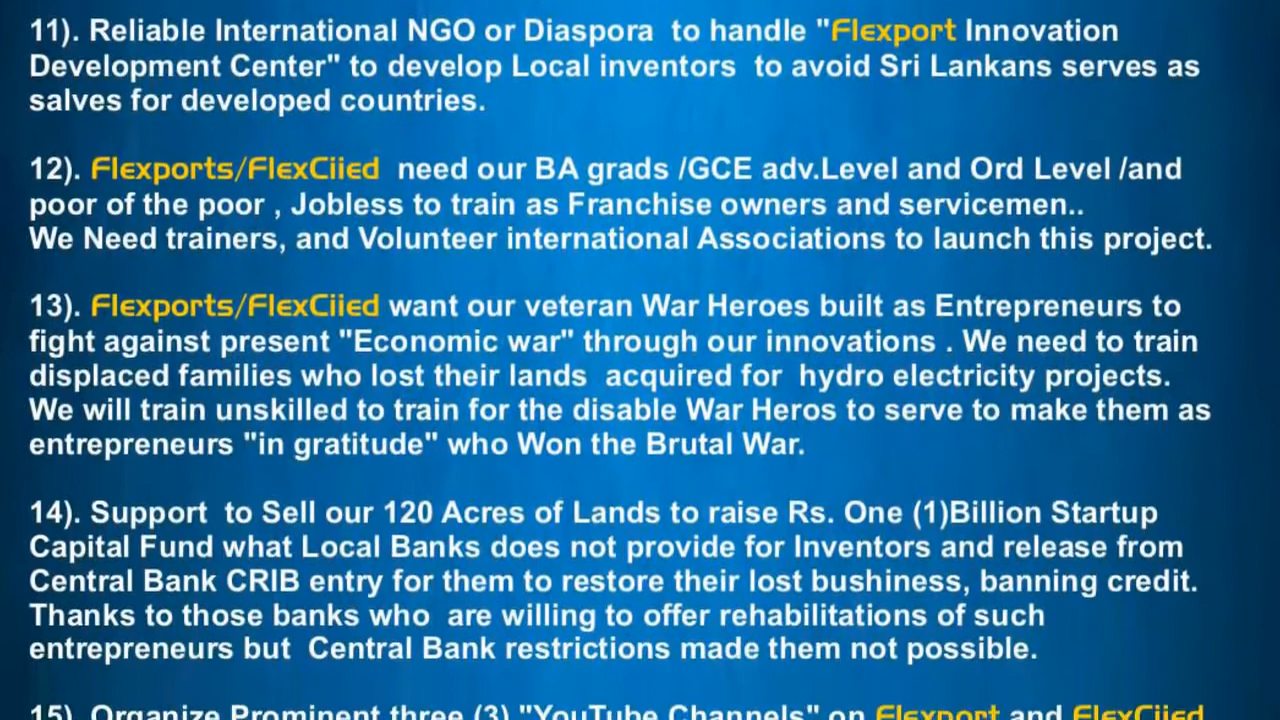 11). Reliable International NGO or Diaspora to handle "Flexport Innovation
Development Center" to develop Local inventors to avoid Sri Lankans serves as
salves for developed countries.
12). Flexports/FlexCiied need our BA grads /GCE adv.Level and Ord Level /and
poor of the poor , Jobless to train as Franchise owners and servicemen..
We Need trainers, and Volunteer international Associations to launch this project.
13). Flexports/FlexCiied want our veteran War Heroes built as Entrepreneurs to
fight against present "Economic war" through our innovations . We need to train
displaced families who lost their lands acquired for hydro electricity projects.
We will train unskilled to train for the disable War Heros to serve to make them as
entrepreneurs "in gratitude" who Won the Brutal War.
14). Support to Sell our 120 Acres of Lands to raise Rs. One (1)Billion Startup
Capital Fund what Local Banks does not provide for Inventors and release from
Central Bank CRIB entry for them to restore their lost bushiness, banning credit.
Thanks to those banks who are willing to offer rehabilitations of such
entrepreneurs but Central Bank restrictions made them not possible.
15). Organize Prominent three (3) "YouTube Channels" on Flexport and FlexCiied